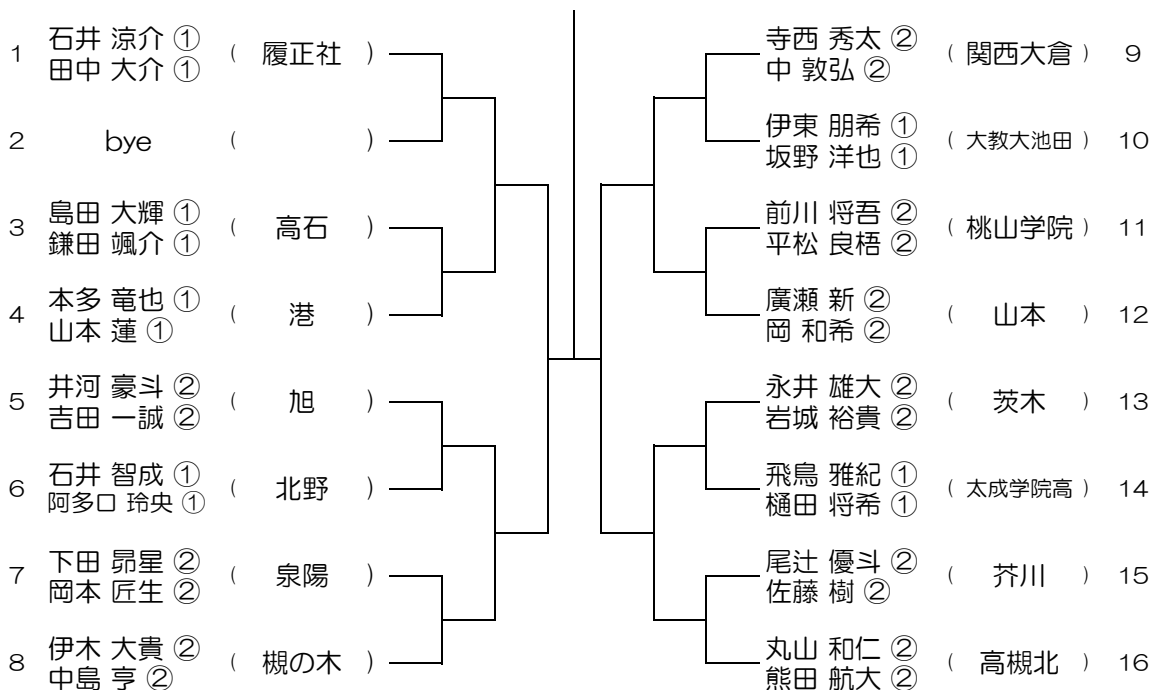 1 石井 涼介 ① ( 履正社 )
田中 大介 ①
2 bye ( )
3 島田 大輝 ① ( 高石 )
鎌田 颯介 ①
4 本多 竜也 ① ( 港 )
山本 蓮 ①
5 井河 豪斗 ② ( 旭 )
吉田 一誠 ②
6 石井 智成 ① ( 北野 )
阿多口 玲央 ①
7 下田 昴星 ② ( 泉陽 )
岡本 匠生 ②
8 伊木 大貴 ② ( 槻の木 )
中島 亨 ②
寺西 秀太 ② ( 関西大倉 ) 9
中 敦弘 ②
伊東 朋希 ① ( 大教大池田 ) 10
坂野 洋也 ①
前川 将吾 ② ( 桃山学院 ) 11
平松 良梧 ②
廣瀬 新 ② ( 山本 ) 12
岡 和希 ②
永井 雄大 ② ( 茨木 ) 13
岩城 裕貴 ②
飛鳥 雅紀 ① ( 太成学院高 ) 14
樋田 将希 ①
尾辻 優斗 ② ( 芥川 ) 15
佐藤 樹 ②
丸山 和仁 ② ( 高槻北 ) 16
熊田 航大 ②